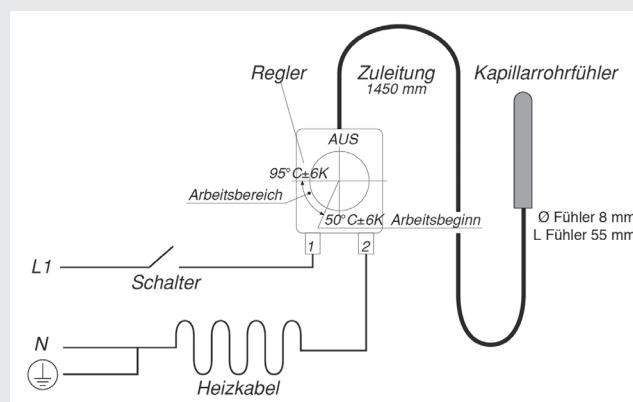 Regler
Zuleitung
1450 mm
Kapillarrohrfühler
AUS
95°C±6K
Arbeitsbereich
50°C±6K Arbeitsbeginn
Ø Fühler 8 mm
L Fühler 55 mm
1
2
L1
Schalter
N
Heizkabel